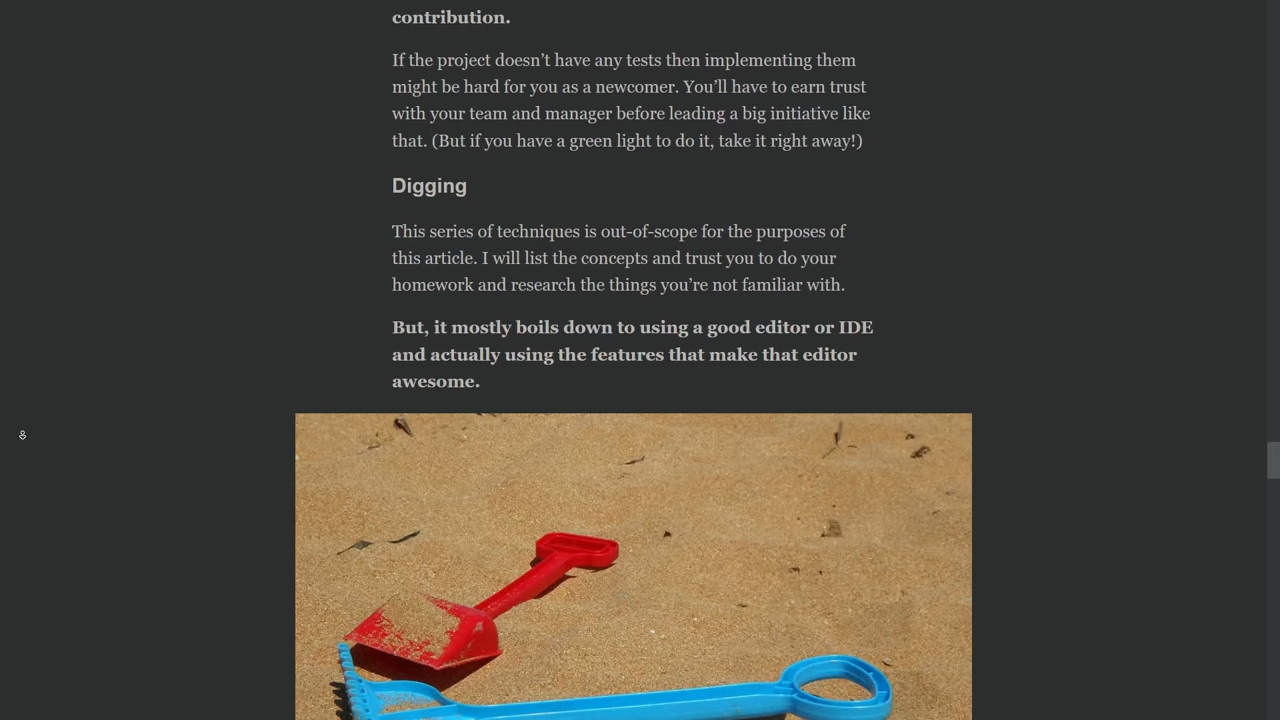 contribution.
If the project doesn’t have any tests then implementing them
might be hard for you as a newcomer. You’ll have to earn trust
with your team and manager before leading a big initiative like
that. (But if you have a green light to do it, take it right away!)
Digging
This series of techniques is out-of-scope for the purposes of
this article. I will list the concepts and trust you to do your
homework and research the things you’re not familiar with.
But, it mostly boils down to using a good editor or IDE
and actually using the features that make that editor
awesome.